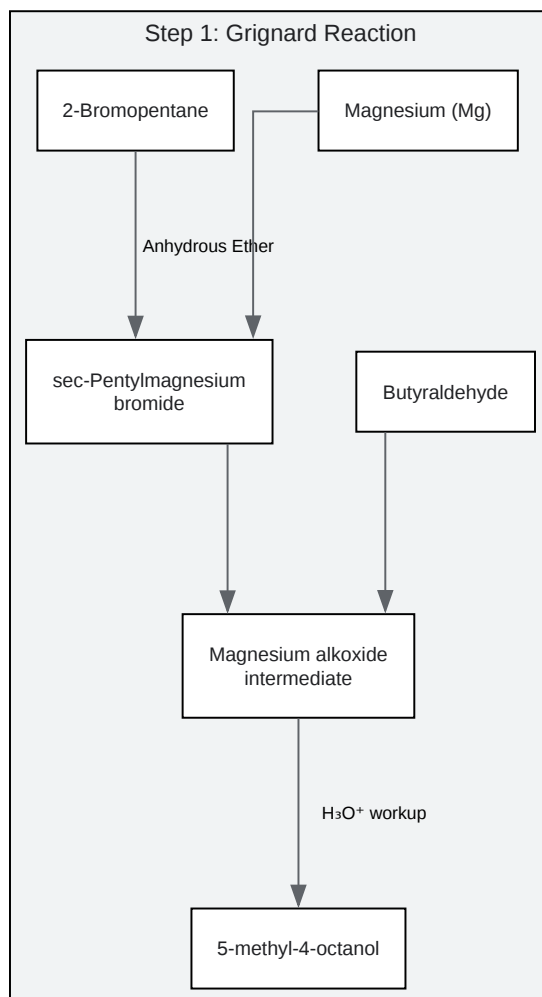 Step 1: Grignard Reaction
2-Bromopentane
Magnesium (Mg)
Anhydrous Ether
sec-Pentylmagnesium
bromide
Butyraldehyde
Magnesium alkoxide
intermediate
H₃O⁺ workup
5-methyl-4-octanol